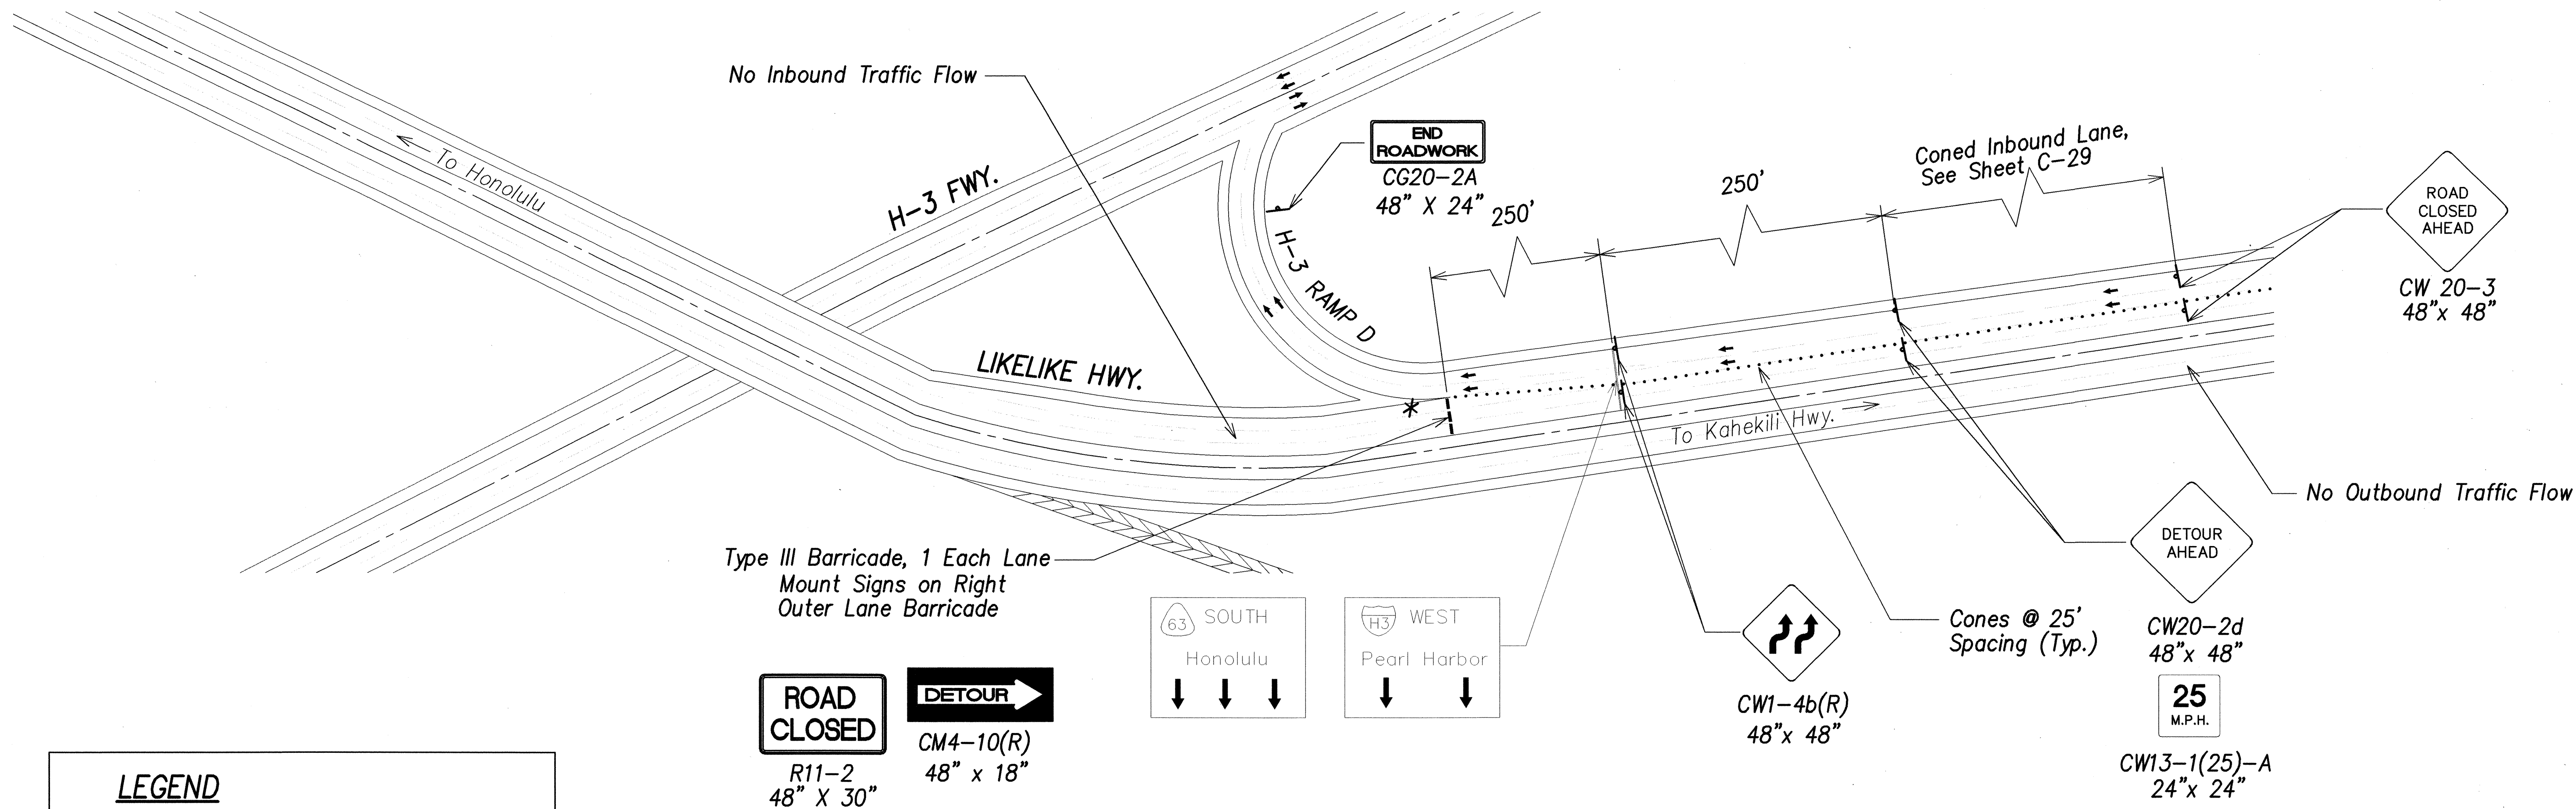 No Inbound Traffic Flow
To Honolulu
H-3 FWY.
END
ROADWORK
CG20-2A
48" X 24"
250'
250'
Coned Inbound Lane,
See Sheet C-29
ROAD
CLOSED
AHEAD
CW 20-3
48"x 48"
H-3 RAMP D
LIKELIKE HWY.
*
To Kahekili Hwy.
No Outbound Traffic Flow
Type III Barricade, 1 Each Lane
Mount Signs on Right
Outer Lane Barricade
63 SOUTH
Honolulu
H3 WEST
Pearl Harbor
CW1-4b(R)
48"x 48"
Cones @ 25'
Spacing (Typ.)
DETOUR
AHEAD
CW20-2d
48"x 48"
25
M.P.H.
CW13-1(25)-A
24"x 24"
ROAD
CLOSED
R11-2
48" X 30"
DETOUR
CM4-10(R)
48" x 18"
LEGEND